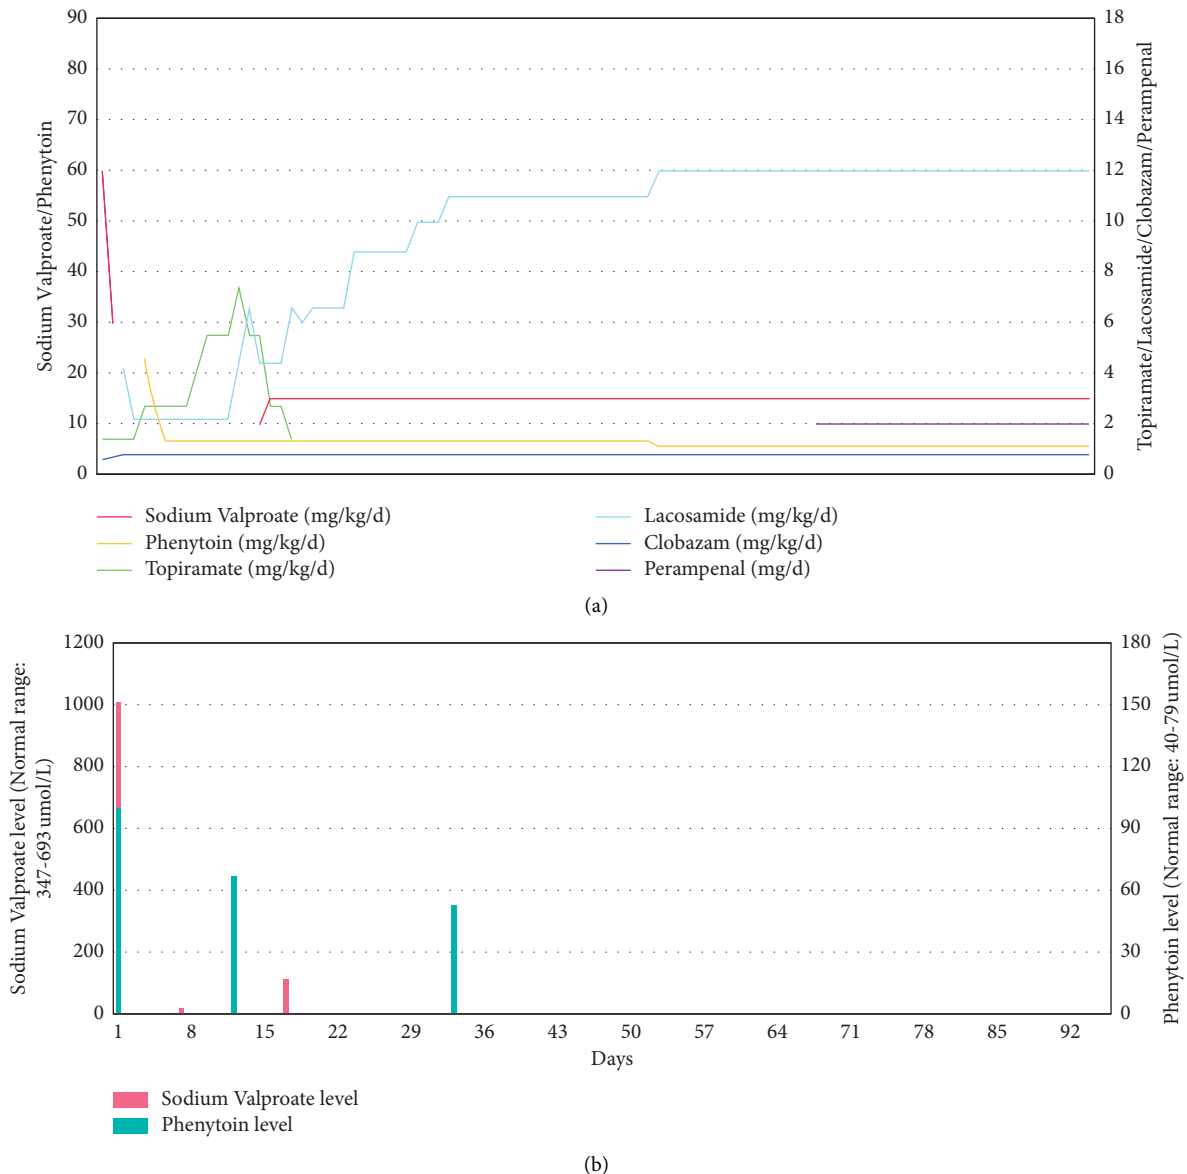 90
80
70
60
50
40
30
20
10
0
Sodium Valproate/Phenytoin
18
16
14
12
10
8
6
4
2
0
Topiramate/Lacosamide/Clobazam/Perampenal
Sodium Valproate (mg/kg/d)
Phenytoin (mg/kg/d)
Topiramate (mg/kg/d)
Lacosamide (mg/kg/d)
Clobazam (mg/kg/d)
Perampenal (mg/d)
(a)
1200
1000
800
600
400
200
0
Sodium Valproate level (Normal range:
347-693 umol/L)
180
150
120
90
60
30
0
Phenytoin level (Normal range: 40-79 umol/L)
1 8 15 22 29 36 43 50 57 64 71 78 85 92
Days
Sodium Valproate level
Phenytoin level
(b)